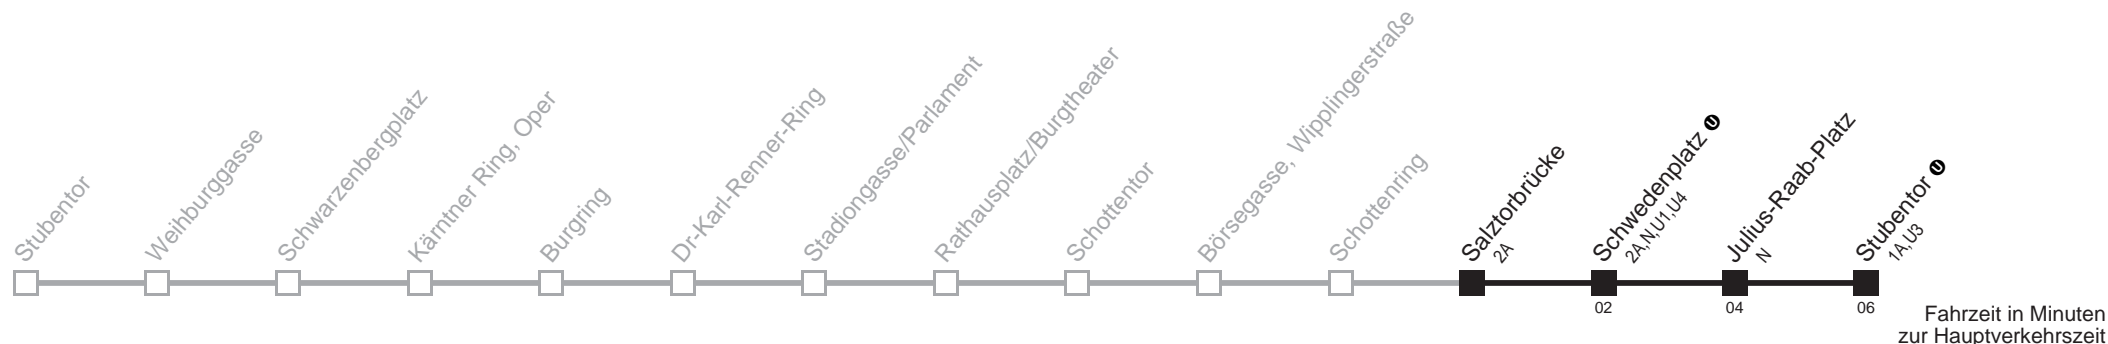 Stubentor
Weihburggasse
Schwarzenbergplatz
Kärntner Ring, Oper
Burgring
Dr-Karl-Renner-Ring
Stadiongasse/Parlament
Rathausplatz/Burgtheater
Schottentor
Börsegasse, Wipplingerstraße
Schottenring
Salztorbrücke
2A
Schwedenplatz U
2A,N,U1,U4
Julius-Raab-Platz
N
Stubentor U
1A,U3
02
04
06
Fahrzeit in Minuten
zur Hauptverkehrszeit